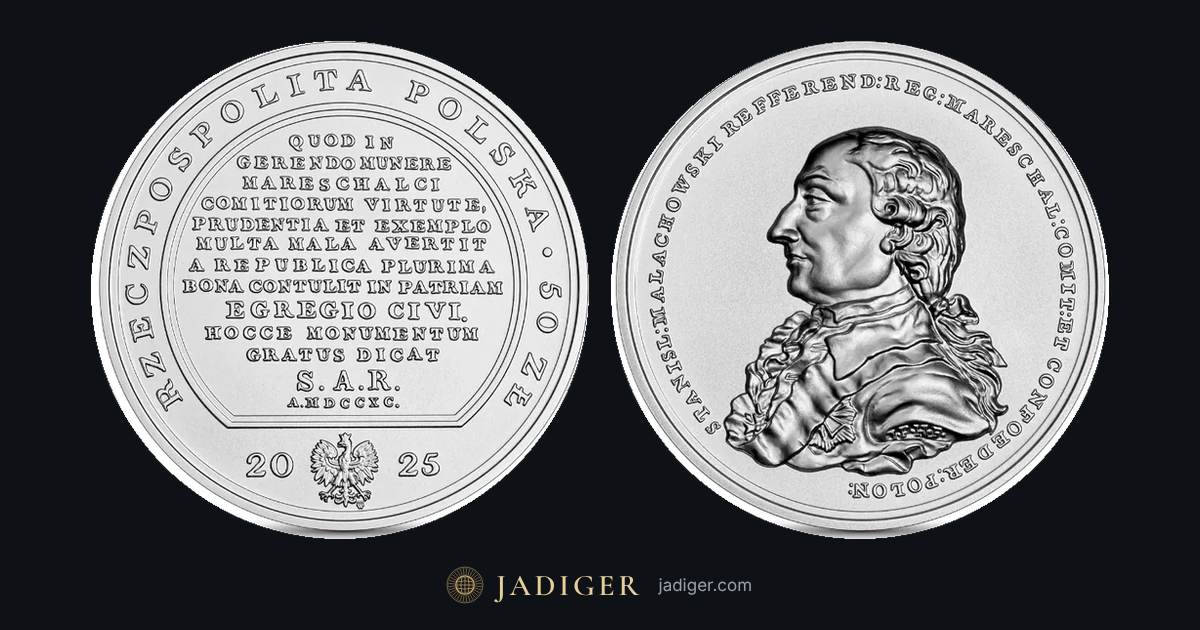 RZECZPOSPOLITA POLSKA · 50 ZŁ
QUOD IN
GERENDO MUNERE
MARESCHALCI
COMITIORUM VIRTUTE,
PRUDENTIA ET EXEMPLO
MULTA MALA AVERTIT
A REPUBLICA PLURIMA
BONA CONTULIT IN PATRIAM
EGREGIO CIVI.
HOCCE MONUMENTUM
GRATUS DICAT
S. A. R.
A. MDCCXC.
20 25
STANISL: MALACHOWSKI REFFEREND: REG: MARESCHAL: COMIT: ET CONFOEDER: POLON:
JADIGER jadiger.com